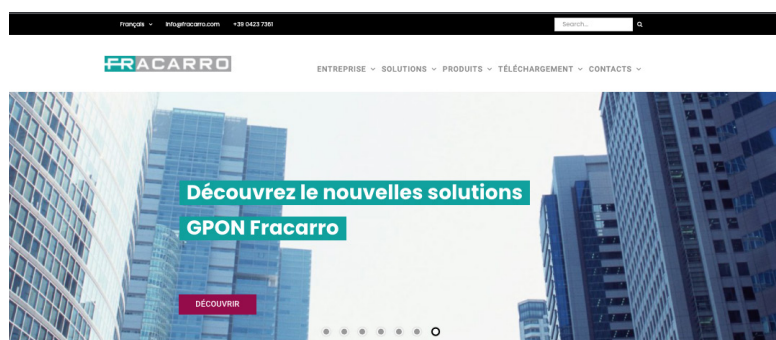 Français info@fracarro.com +39 0423 7361 Search...
FRACARRO
ENTREPRISE SOLUTIONS PRODUITS TÉLÉCHARGEMENT CONTACTS
Découvrez le nouvelles solutions
GPON Fracarro
DÉCOUVRIR